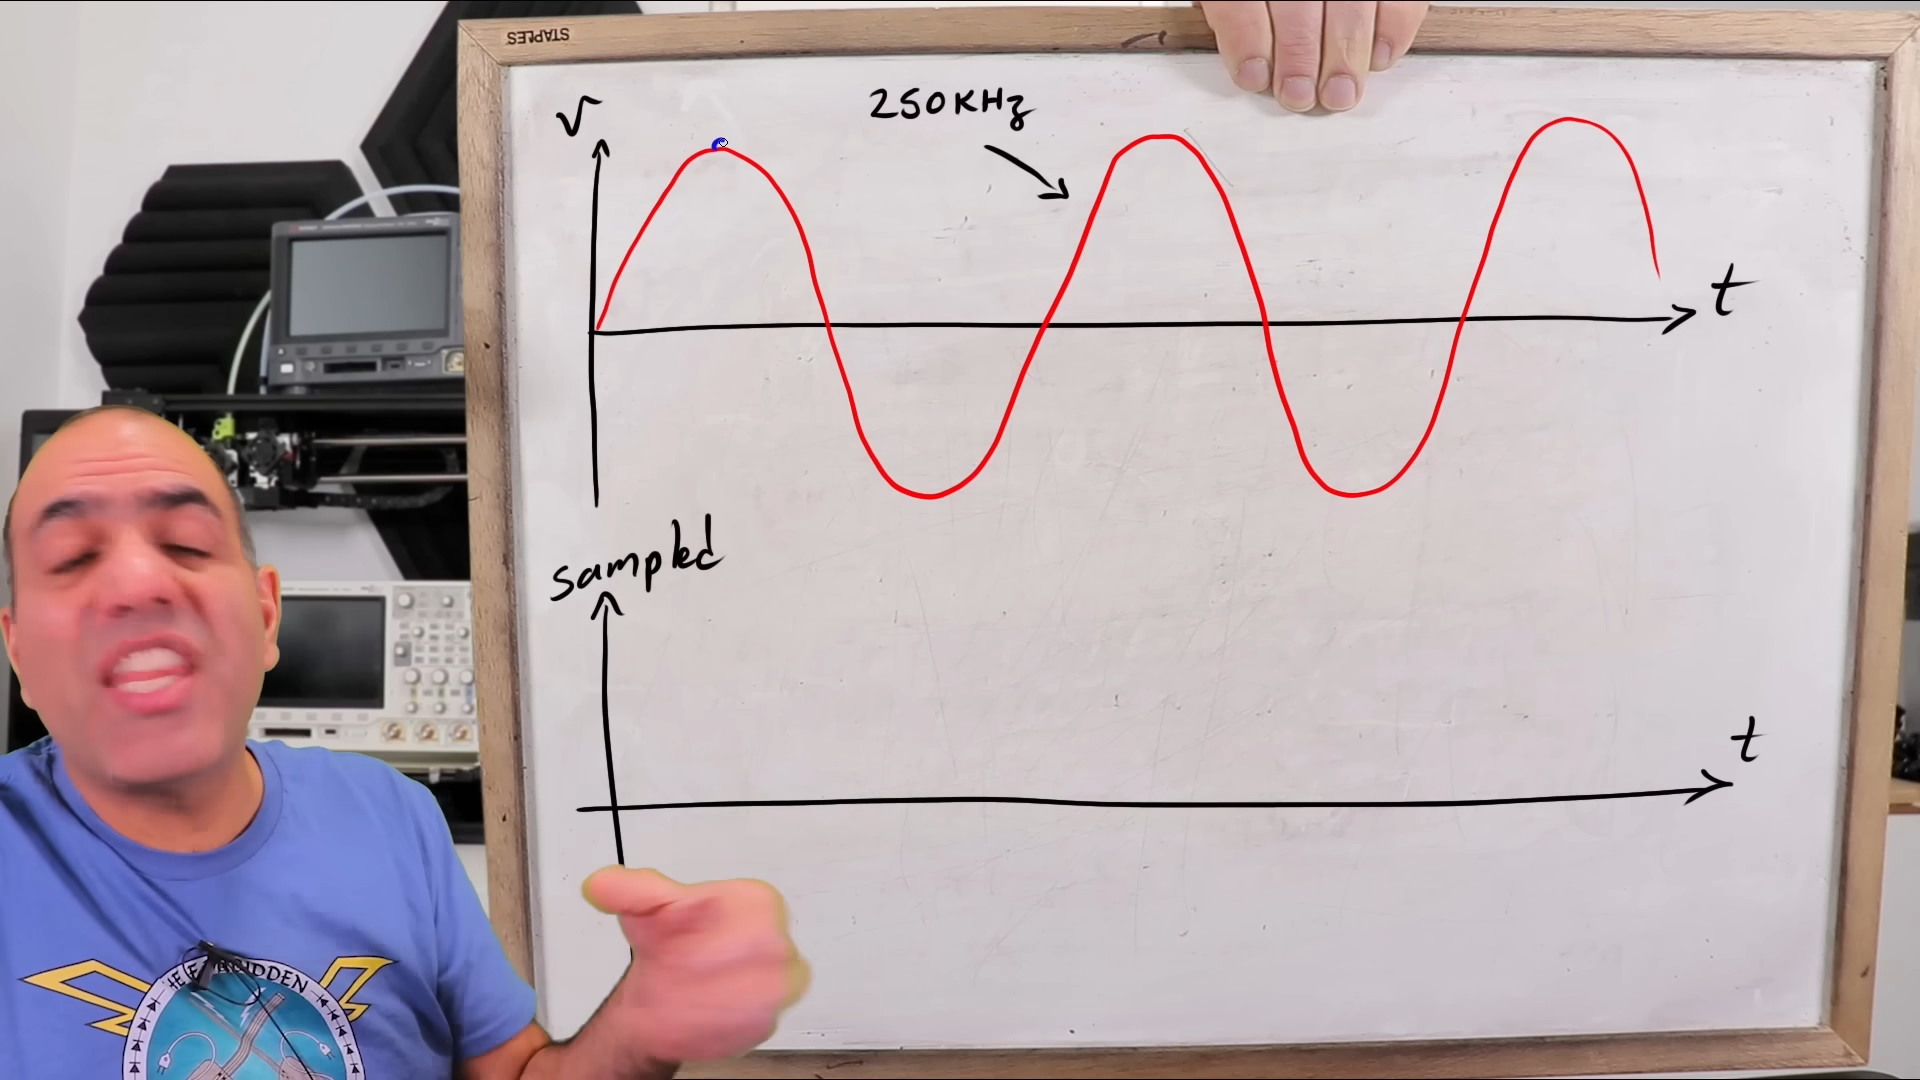 STAPLES
V
250KHz
t
sampled
t